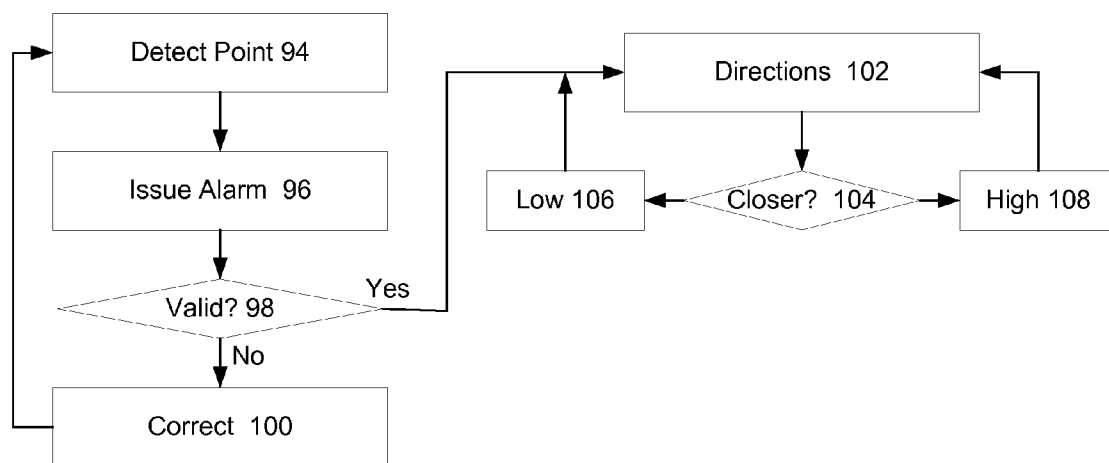 Detect Point 94
Issue Alarm 96
Valid? 98
Yes
No
Correct 100
Directions 102
Low 106
Closer? 104
High 108